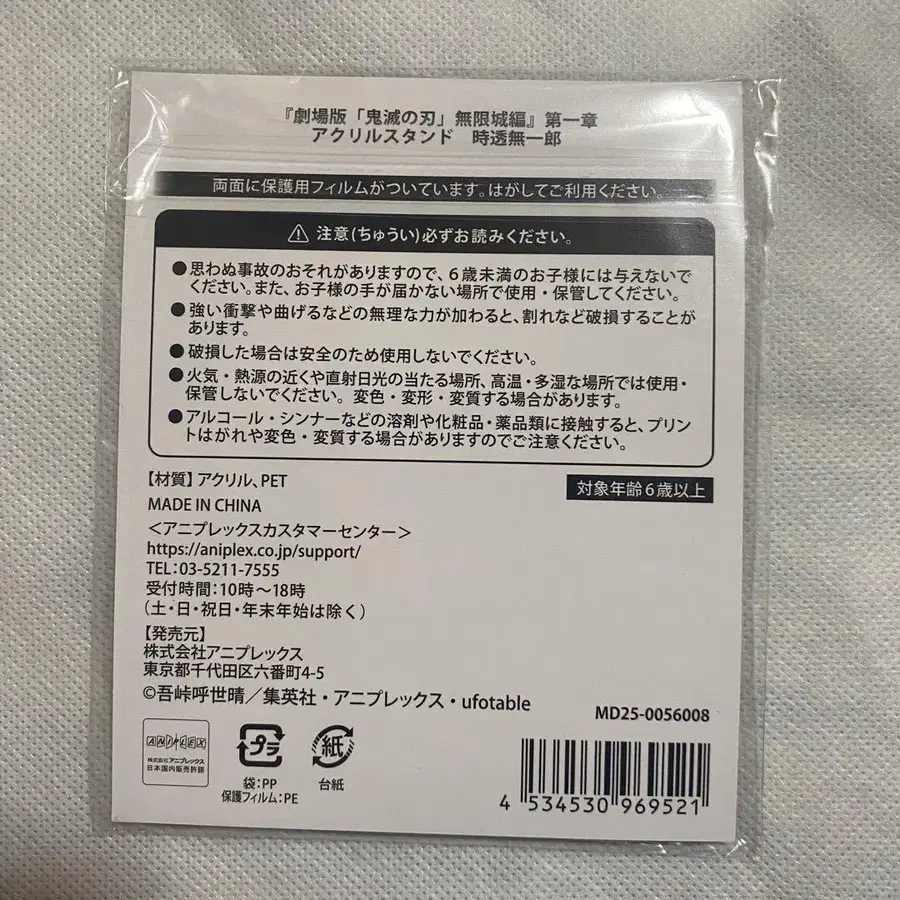 『劇場版「鬼滅の刃」無限城編』第一章
アクリルスタンド　時透無一郎
両面に保護用フィルムがついています。はがしてご利用ください。
注意(ちゅうい)必ずお読みください。
●思わぬ事故のおそれがありますので、6歳未満のお子様には与えないで
ください。また、お子様の手が届かない場所で使用・保管してください。
●強い衝撃や曲げるなどの無理な力が加わると、割れなど破損することが
あります。
●破損した場合は安全のため使用しないでください。
●火気・熱源の近くや直射日光の当たる場所、高温・多湿な場所では使用・
保管しないでください。変色・変形・変質する場合があります。
●アルコール・シンナーなどの溶剤や化粧品・薬品類に接触すると、プリン
トはがれや変色・変質する場合がありますのでご注意ください。
【材質】アクリル、PET
対象年齢6歳以上
MADE IN CHINA
＜アニプレックスカスタマーセンター＞
https://aniplex.co.jp/support/
TEL:03-5211-7555
受付時間:10時～18時
(土・日・祝日・年末年始は除く)
【発売元】
株式会社アニプレックス
東京都千代田区六番町4-5
©吾峠呼世晴／集英社・アニプレックス・ufotable
MD25-0056008
ANIPLEX
株式会社アニプレックス
日本国内販売許諾
プラ
袋:PP
保護フィルム:PE
紙
台紙
4 534530 969521